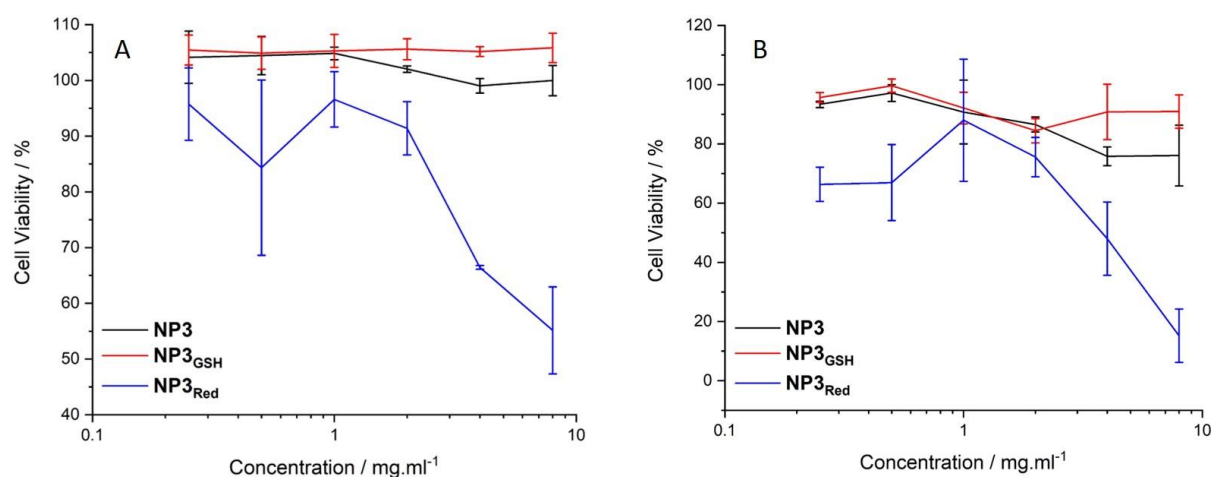 A
Cell Viability / %
110
100
90
80
70
60
50
40
NP3
NP3GSH
NP3Red
0.1
1
10
Concentration / mg.ml-1
B
Cell Viability / %
120
100
80
60
40
20
0
NP3
NP3GSH
NP3Red
0.1
1
10
Concentration / mg.ml-1